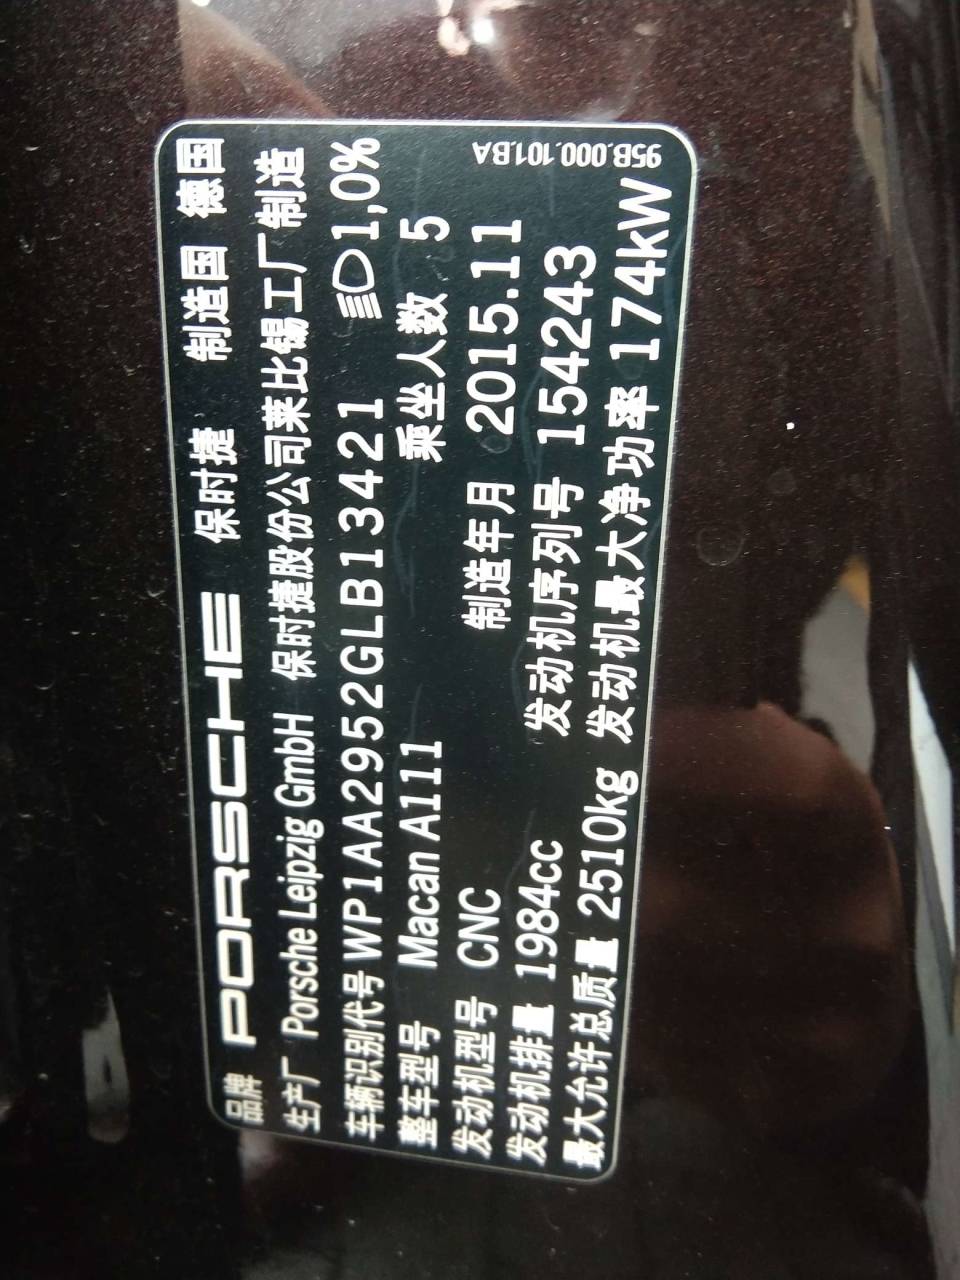 品牌 PORSCHE 保时捷 制造国 德国
生产厂 Porsche Leipzig GmbH 保时捷股份公司莱比锡工厂制造
车辆识别代号 WP1AA2952GLB13421 1,0%
整车型号 Macan A111 乘坐人数 5
发动机型号 CNC 制造年月 2015.11
发动机排量 1984cc 发动机序列号 154243
最大允许总质量 2510kg 发动机最大净功率 174kW
95B.000.101.BA